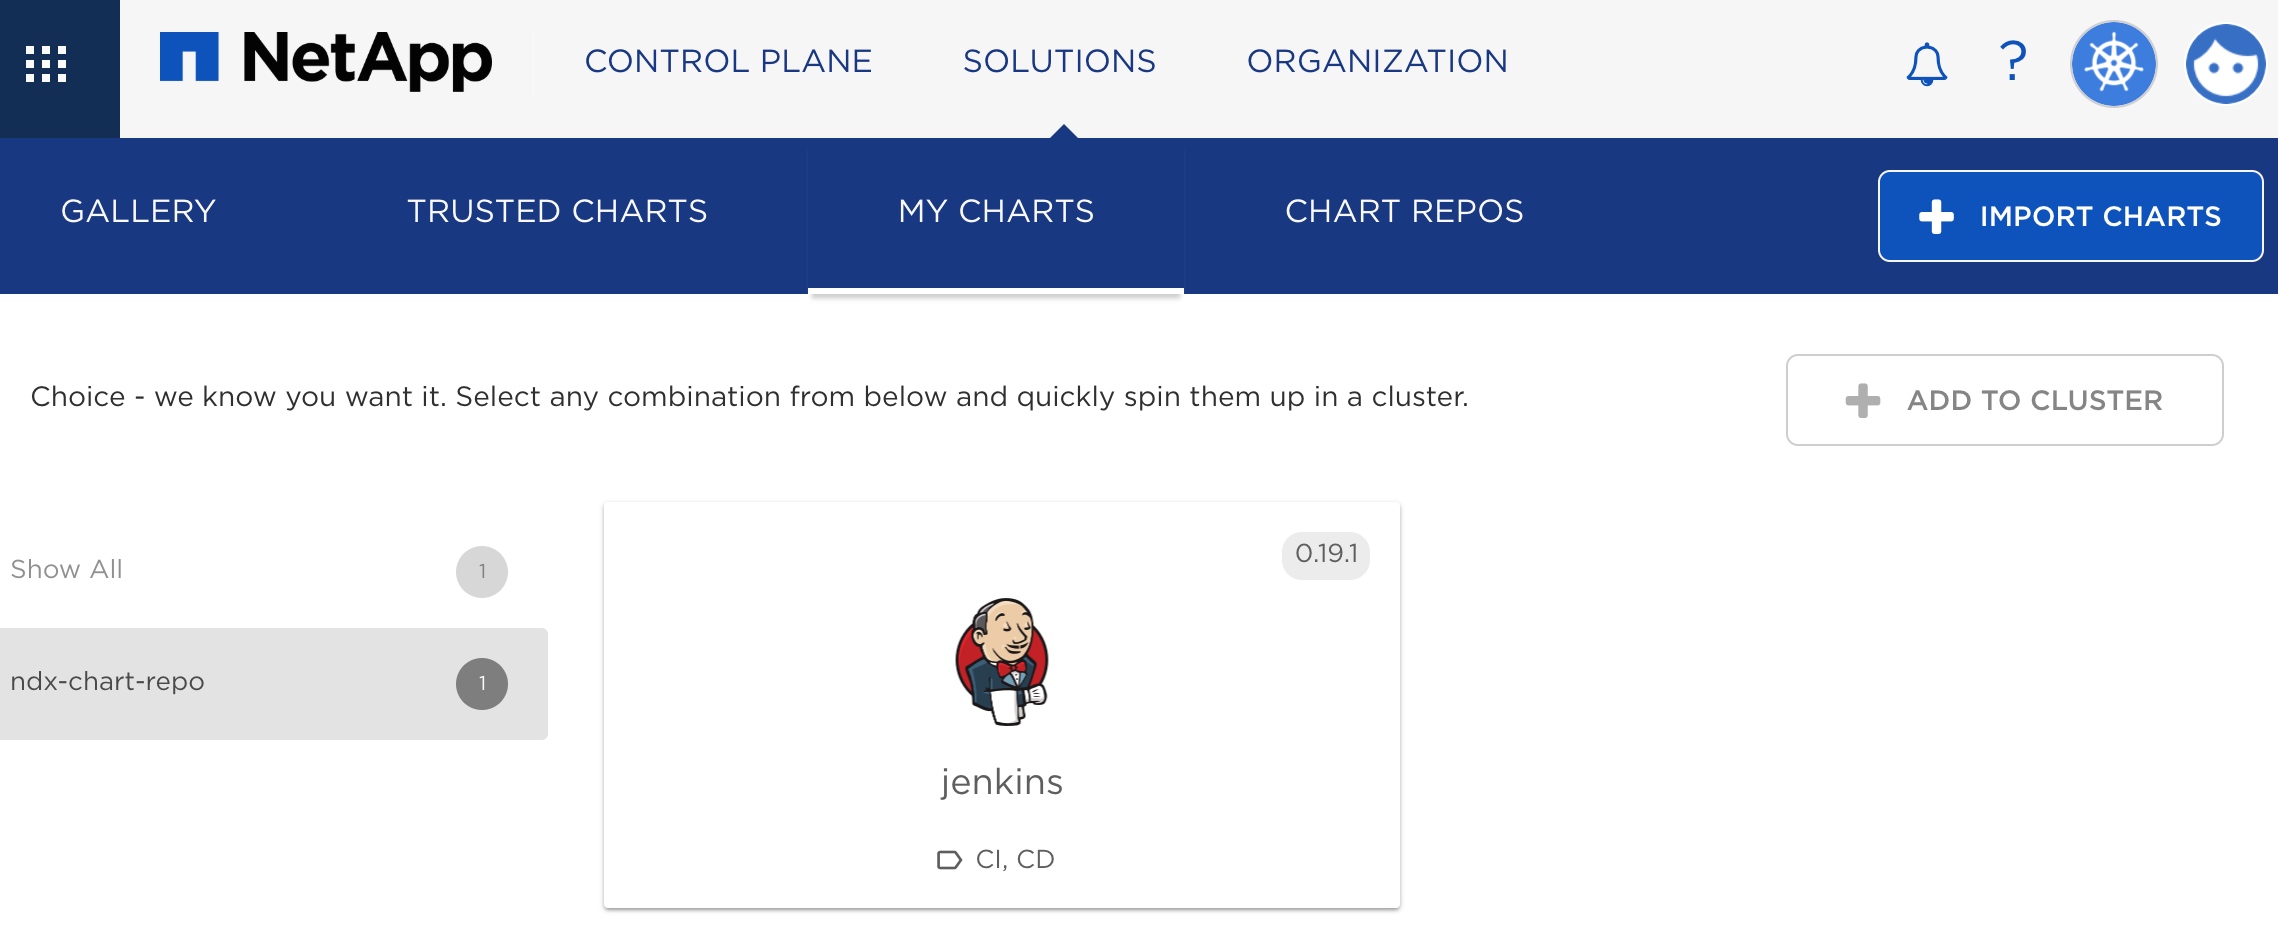 NetApp
CONTROL PLANE
SOLUTIONS
ORGANIZATION
?
GALLERY
TRUSTED CHARTS
MY CHARTS
CHART REPOS
IMPORT CHARTS
Choice - we know you want it. Select any combination from below and quickly spin them up in a cluster.
ADD TO CLUSTER
Show All 1
ndx-chart-repo 1
0.19.1
jenkins
CI, CD